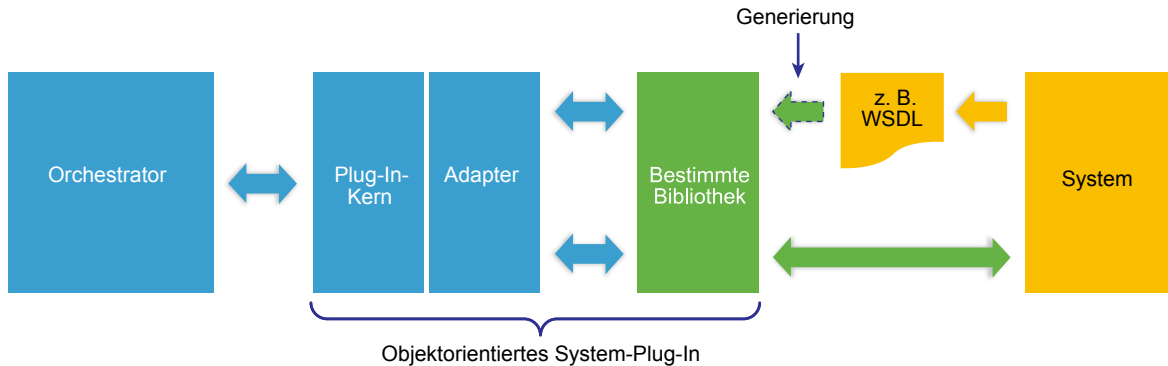 Generierung
z. B.
WSDL
Orchestrator
Plug-In-
Kern
Adapter
Bestimmte
Bibliothek
System
Objektorientiertes System-Plug-In